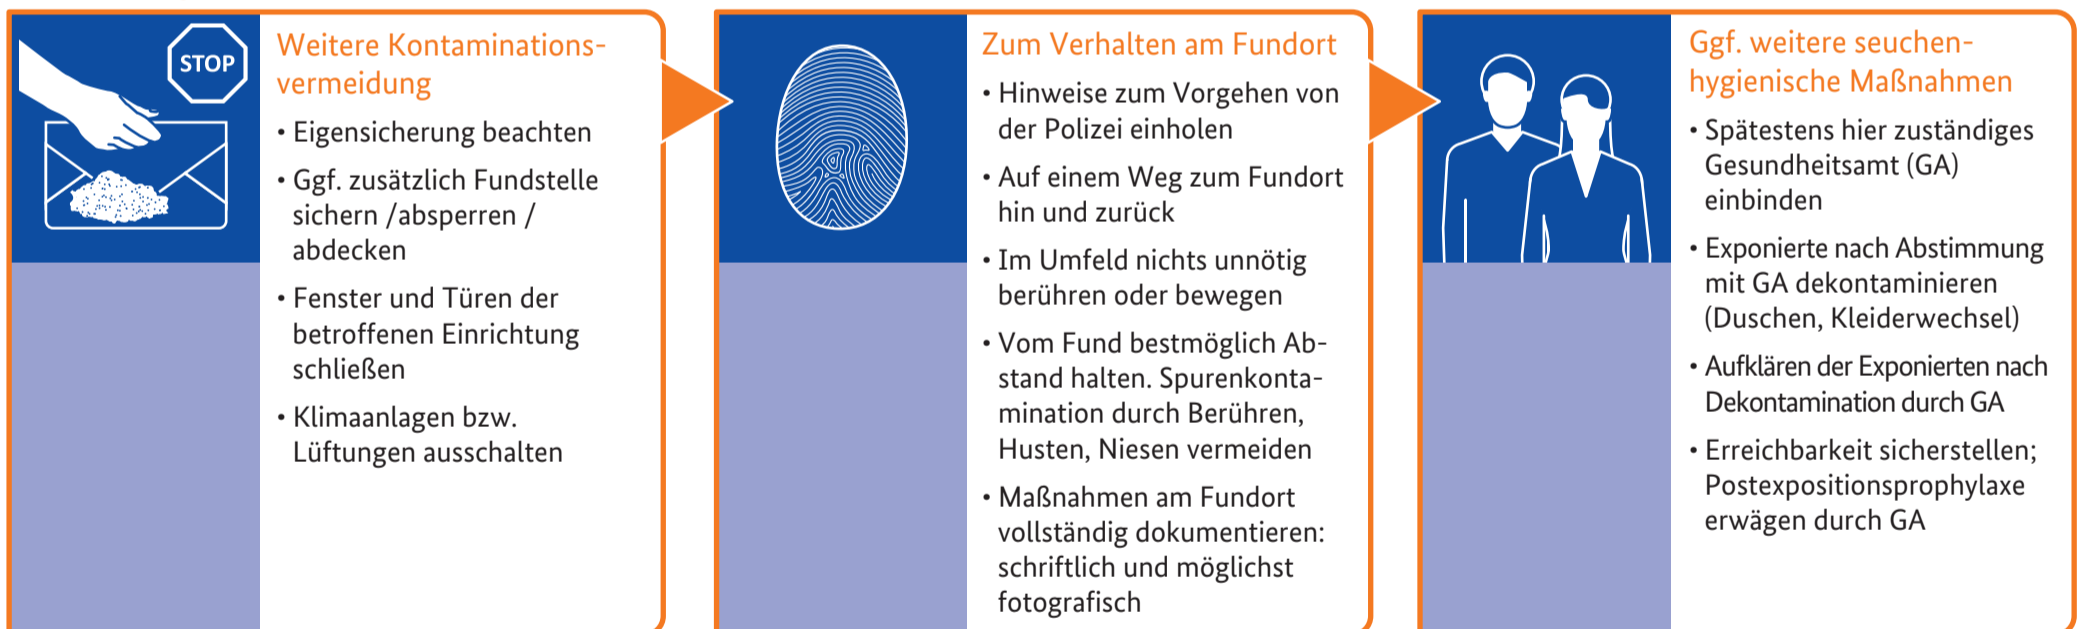 STOP
Weitere Kontaminations-
vermeidung
• Eigensicherung beachten
• Ggf. zusätzlich Fundstelle
sichern /absperren /
abdecken
• Fenster und Türen der
betroffenen Einrichtung
schließen
• Klimaanlagen bzw.
Lüftungen ausschalten
Zum Verhalten am Fundort
• Hinweise zum Vorgehen von
der Polizei einholen
• Auf einem Weg zum Fundort
hin und zurück
• Im Umfeld nichts unnötig
berühren oder bewegen
• Vom Fund bestmöglich Ab-
stand halten. Spurenkonta-
mination durch Berühren,
Husten, Niesen vermeiden
• Maßnahmen am Fundort
vollständig dokumentieren:
schriftlich und möglichst
fotografisch
Ggf. weitere seuchen-
hygienische Maßnahmen
• Spätestens hier zuständiges
Gesundheitsamt (GA)
einbinden
• Exponierte nach Abstimmung
mit GA dekontaminieren
(Duschen, Kleiderwechsel)
• Aufklären der Exponierten nach
Dekontamination durch GA
• Erreichbarkeit sicherstellen;
Postexpositionsprophylaxe
erwägen durch GA